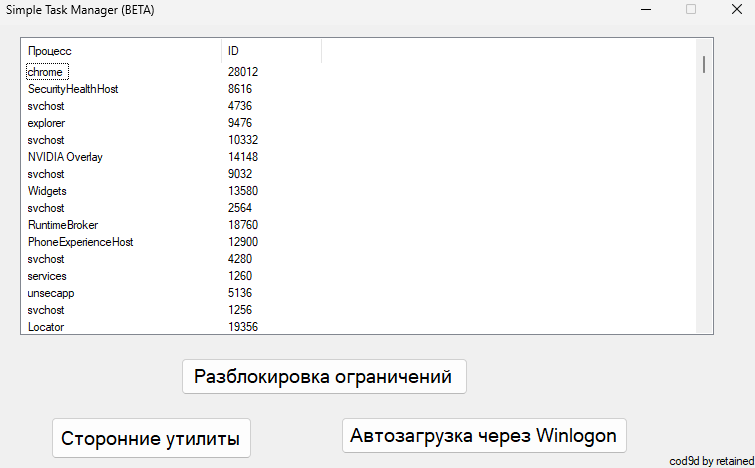 Simple Task Manager (BETA)
Процесс ID
chrome 28012
SecurityHealthHost 8616
svchost 4736
explorer 9476
svchost 10332
NVIDIA Overlay 14148
svchost 9032
Widgets 13580
svchost 2564
RuntimeBroker 18760
PhoneExperienceHost 12900
svchost 4280
services 1260
unsecapp 5136
svchost 1256
Locator 19356
Разблокировка ограничений
Сторонние утилиты
Автозагрузка через Winlogon
cod9d by retained